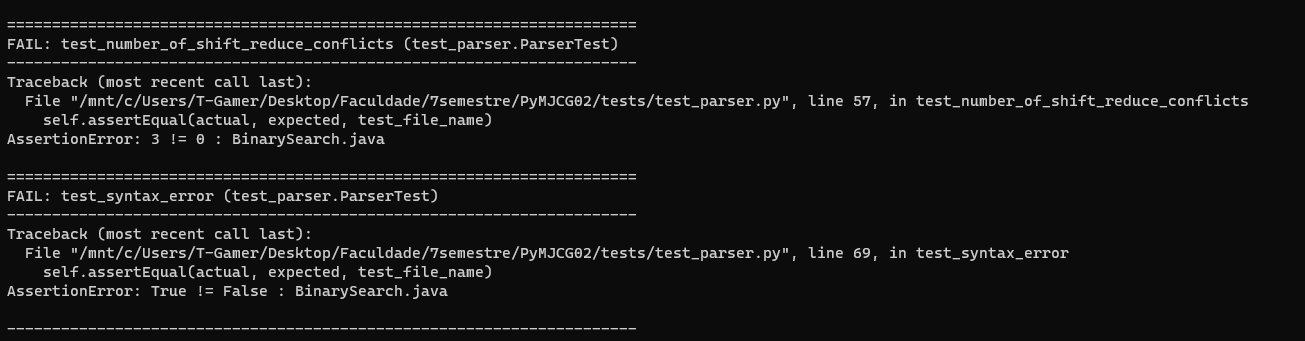 ======================================================================
FAIL: test_number_of_shift_reduce_conflicts (test_parser.ParserTest)
----------------------------------------------------------------------
Traceback (most recent call last):
  File "/mnt/c/Users/T-Gamer/Desktop/Faculdade/7semestre/PyMJCG02/tests/test_parser.py", line 57, in test_number_of_shift_reduce_conflicts
    self.assertEqual(actual, expected, test_file_name)
AssertionError: 3 != 0 : BinarySearch.java

======================================================================
FAIL: test_syntax_error (test_parser.ParserTest)
----------------------------------------------------------------------
Traceback (most recent call last):
  File "/mnt/c/Users/T-Gamer/Desktop/Faculdade/7semestre/PyMJCG02/tests/test_parser.py", line 69, in test_syntax_error
    self.assertEqual(actual, expected, test_file_name)
AssertionError: True != False : BinarySearch.java

----------------------------------------------------------------------